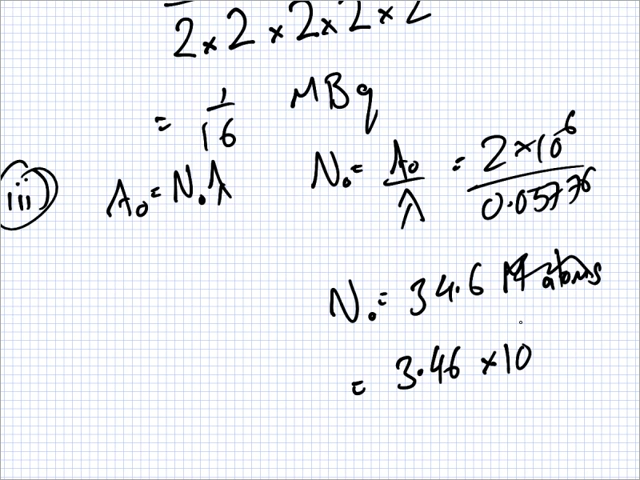 2 × 2 × 2 × 2 × 2
= 1/16 MBq
iii) A₀ = N₀λ N₀ = A₀/λ = 2 × 10⁶/0.05776
N₀ = 34.6 M atoms
= 3.46 × 10